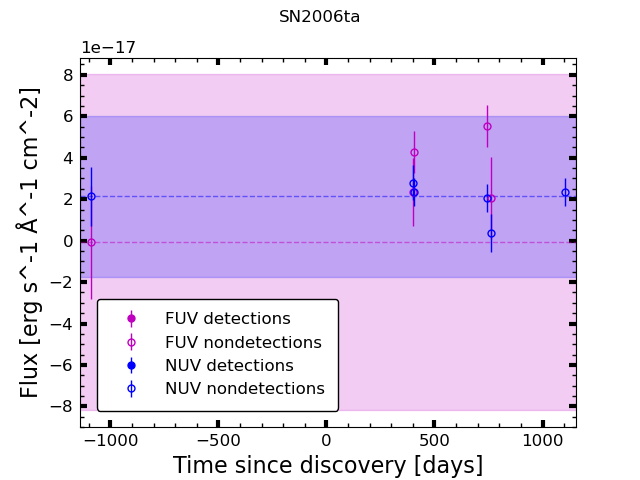 SN2006ta
1e−17
8
6
4
2
0
−2
−4
−6
−8
Flux [erg s^-1 Å^-1 cm^-2]
FUV detections
FUV nondetections
NUV detections
NUV nondetections
−1000
−500
0
500
1000
Time since discovery [days]